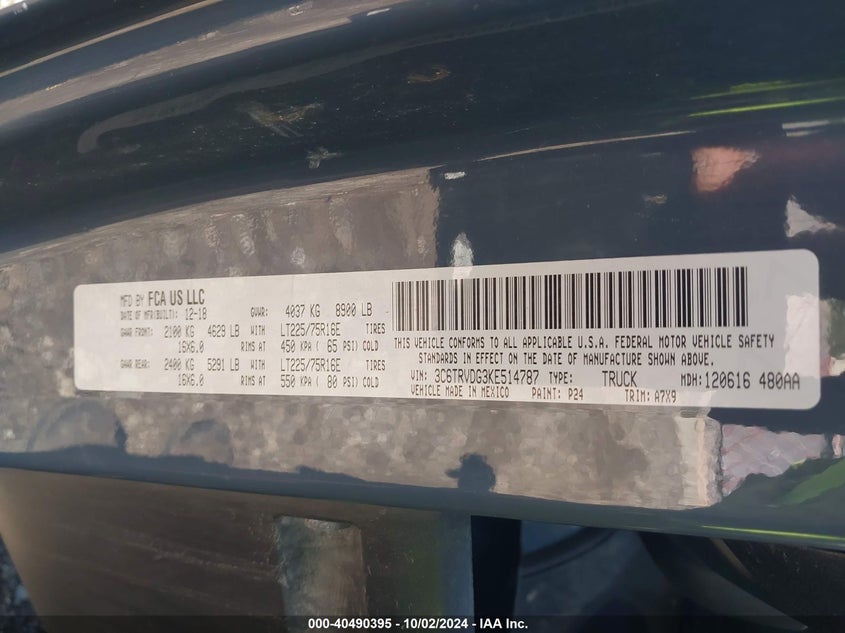 MFD BY FCA US LLC
DATE OF MFR(BUILT): 12-18 GVWR: 4037 KG 8900 LB
GAWR FRONT: 2100 KG 4629 LB WITH LT225/75R16E TIRES
16X6.0 RIMS AT 450 KPA ( 65 PSI) COLD
GAWR REAR: 2400 KG 5291 LB WITH LT225/75R16E TIRES
16X6.0 RIMS AT 550 KPA ( 80 PSI) COLD
THIS VEHICLE CONFORMS TO ALL APPLICABLE U.S.A. FEDERAL MOTOR VEHICLE SAFETY
STANDARDS IN EFFECT ON THE DATE OF MANUFACTURE SHOWN ABOVE.
VIN: 3C6TRVDG3KE514787 TYPE: TRUCK MDH:120616 480AA
VEHICLE MADE IN MEXICO PAINT: P24 TRIM: A7X9
000-40490395 - 10/02/2024 - IAA Inc.